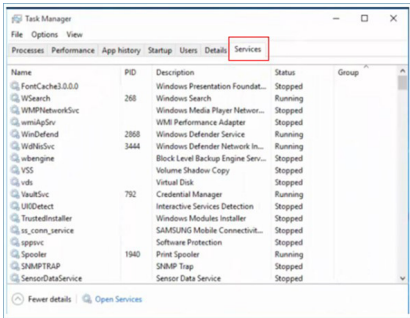 Task Manager
File Options View
Processes Performance App history Startup Users Details Services
Name PID Description Status Group
FontCache3.0.0.0 Windows Presentation Foundat... Stopped
WSearch 268 Windows Search Running
WMPNetworkSvc Windows Media Player Networ... Stopped
wmiApSrv WMI Performance Adapter Stopped
WinDefend 2868 Windows Defender Service Running
WdNisSvc 3444 Windows Defender Network In... Running
wbengine Block Level Backup Engine Serv... Stopped
VSS Volume Shadow Copy Stopped
vds Virtual Disk Stopped
VaultSvc 792 Credential Manager Running
UI0Detect Interactive Services Detection Stopped
TrustedInstaller Windows Modules Installer Stopped
ss_conn_service SAMSUNG Mobile Connectivit... Stopped
sppsvc Software Protection Stopped
Spooler 1940 Print Spooler Running
SNMPTRAP SNMP Trap Stopped
SensorDataService Sensor Data Service Stopped
Fewer details Open Services